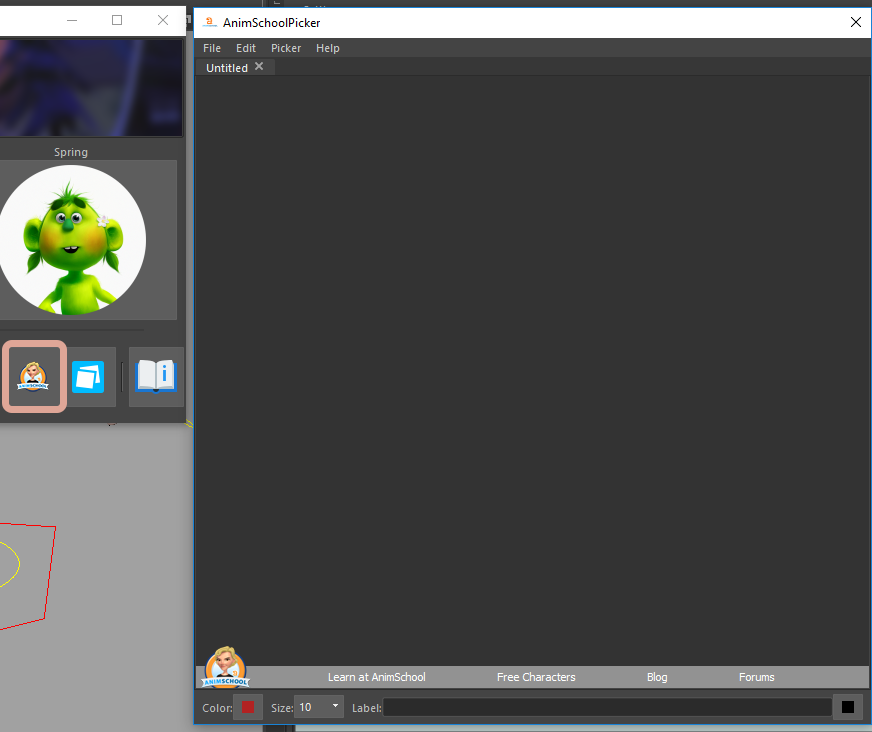 AnimSchoolPicker
File Edit Picker Help
Untitled
Spring
ANIMSCHOOL
ANIMSCHOOL
Learn at AnimSchool Free Characters Blog Forums
Color: Size: 10 Label: